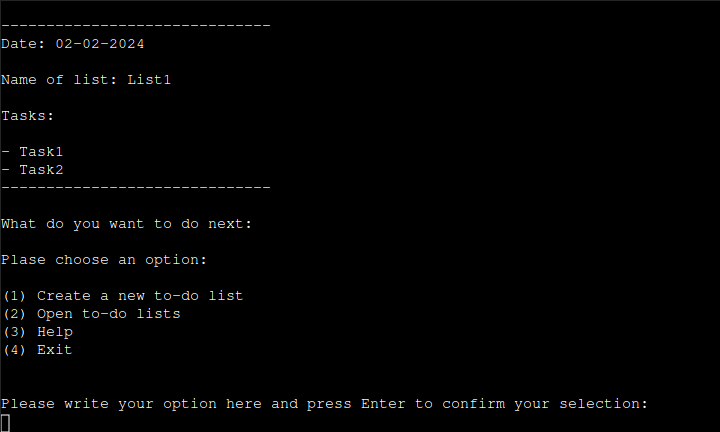 ------------------------------
Date: 02-02-2024
Name of list: List1
Tasks:
- Task1
- Task2
------------------------------
What do you want to do next:
Plase choose an option:
(1) Create a new to-do list
(2) Open to-do lists
(3) Help
(4) Exit
Please write your option here and press Enter to confirm your selection: